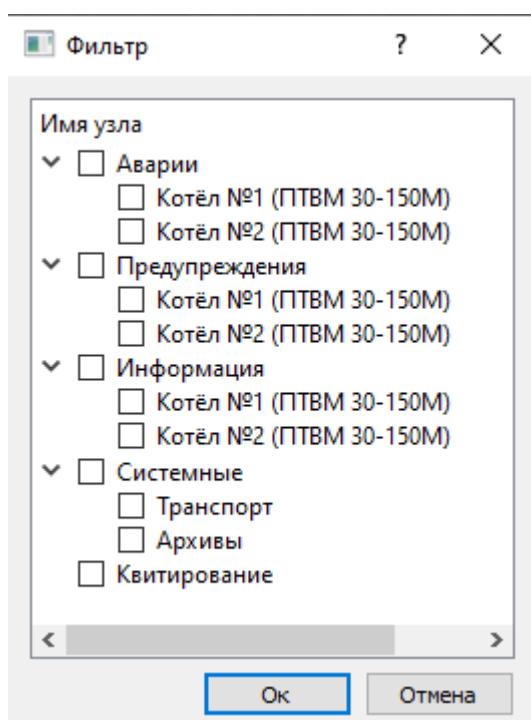 Фильтр ?
Имя узла
Аварии
Котёл №1 (ПТВМ 30-150М)
Котёл №2 (ПТВМ 30-150М)
Предупреждения
Котёл №1 (ПТВМ 30-150М)
Котёл №2 (ПТВМ 30-150М)
Информация
Котёл №1 (ПТВМ 30-150М)
Котёл №2 (ПТВМ 30-150М)
Системные
Транспорт
Архивы
Квитирование
Ок Отмена